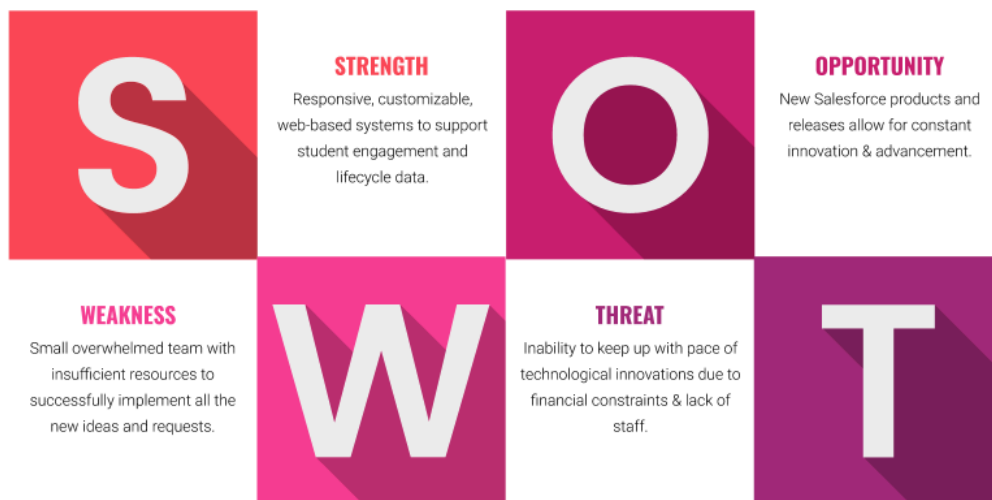 S
STRENGTH
Responsive, customizable,
web-based systems to support
student engagement and
lifecycle data.
O
OPPORTUNITY
New Salesforce products and
releases allow for constant
innovation & advancement.
WEAKNESS
Small overwhelmed team with
insufficient resources to
successfully implement all the
new ideas and requests.
W
THREAT
Inability to keep up with pace of
technological innovations due to
financial constraints & lack of
staff.
T